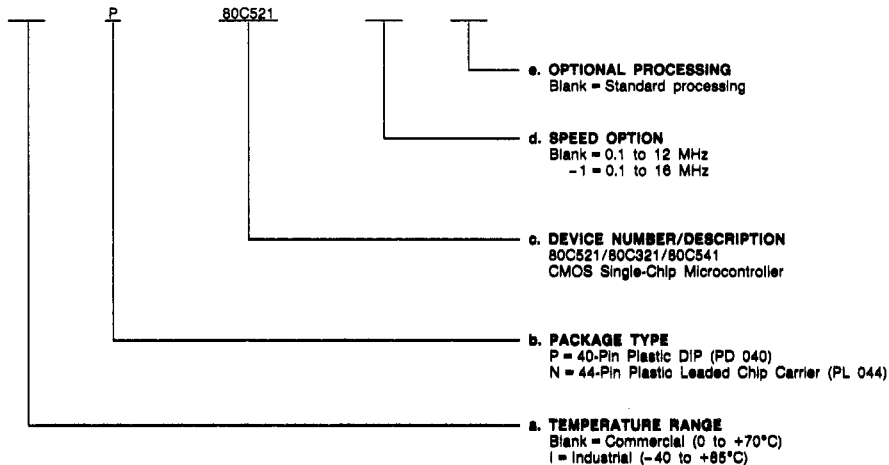 P 80C521
e. OPTIONAL PROCESSING
Blank = Standard processing
d. SPEED OPTION
Blank = 0.1 to 12 MHz
-1 = 0.1 to 16 MHz
c. DEVICE NUMBER/DESCRIPTION
80C521/80C321/80C541
CMOS Single-Chip Microcontroller
b. PACKAGE TYPE
P = 40-Pin Plastic DIP (PD 040)
N = 44-Pin Plastic Leaded Chip Carrier (PL 044)
a. TEMPERATURE RANGE
Blank = Commercial (0 to +70°C)
I = Industrial (-40 to +85°C)